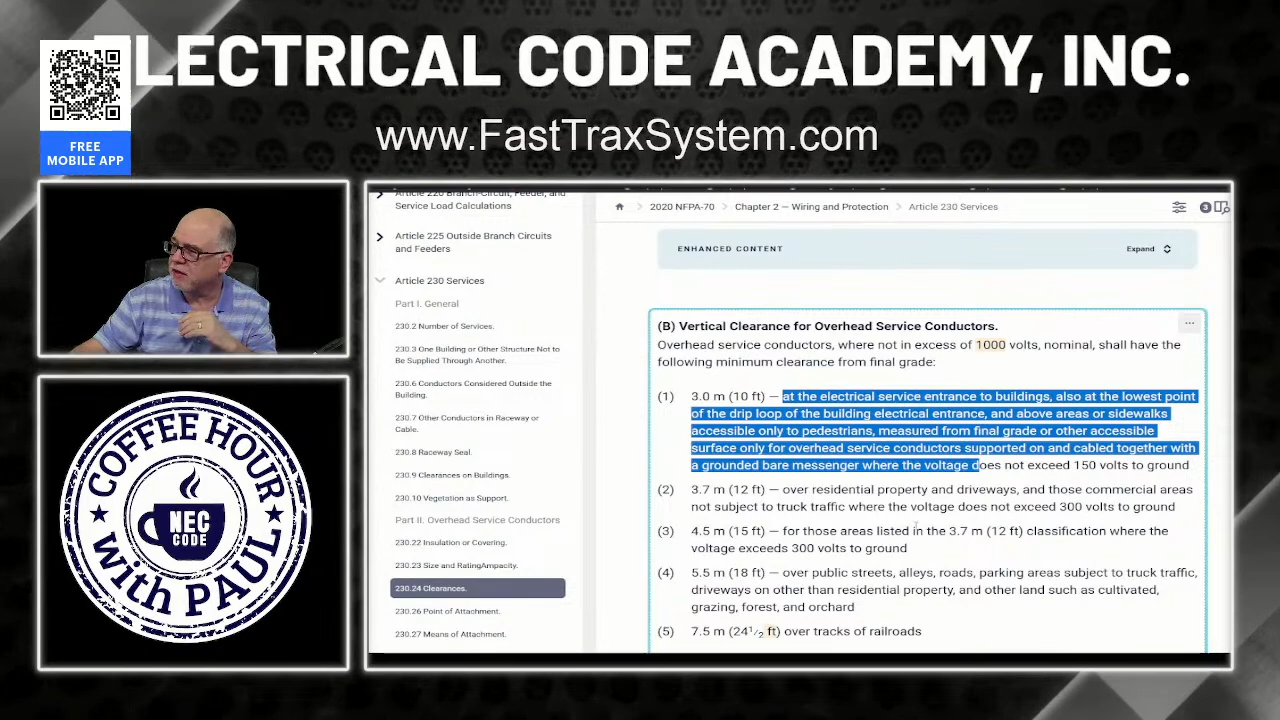 ELECTRICAL CODE ACADEMY, INC.
www.FastTraxSystem.com
FREE
MOBILE APP
Article 220 Branch-Circuit, Feeder, and
Service Load Calculations
Article 225 Outside Branch Circuits
and Feeders
Article 230 Services
Part I. General
230.2 Number of Services.
230.3 One Building or Other Structure Not to
Be Supplied Through Another.
230.6 Conductors Considered Outside the
Building.
230.7 Other Conductors in Raceway or
Cable.
230.8 Raceway Seal.
230.9 Clearances on Buildings.
230.10 Vegetation as Support.
Part II. Overhead Service Conductors
230.22 Insulation or Covering.
230.23 Size and RatingAmpacity.
230.24 Clearances.
230.26 Point of Attachment.
230.27 Means of Attachment.
2020 NFPA-70 > Chapter 2 — Wiring and Protection > Article 230 Services
3
ENHANCED CONTENT
Expand
(B) Vertical Clearance for Overhead Service Conductors.
Overhead service conductors, where not in excess of 1000 volts, nominal, shall have the
following minimum clearance from final grade:
(1) 3.0 m (10 ft) — at the electrical service entrance to buildings, also at the lowest point
of the drip loop of the building electrical entrance, and above areas or sidewalks
accessible only to pedestrians, measured from final grade or other accessible
surface only for overhead service conductors supported on and cabled together with
a grounded bare messenger where the voltage does not exceed 150 volts to ground
(2) 3.7 m (12 ft) — over residential property and driveways, and those commercial areas
not subject to truck traffic where the voltage does not exceed 300 volts to ground
(3) 4.5 m (15 ft) — for those areas listed in the 3.7 m (12 ft) classification where the
voltage exceeds 300 volts to ground
(4) 5.5 m (18 ft) — over public streets, alleys, roads, parking areas subject to truck traffic,
driveways on other than residential property, and other land such as cultivated,
grazing, forest, and orchard
(5) 7.5 m (24 1/2 ft) over tracks of railroads
COFFEE HOUR
NEC
CODE
with PAUL